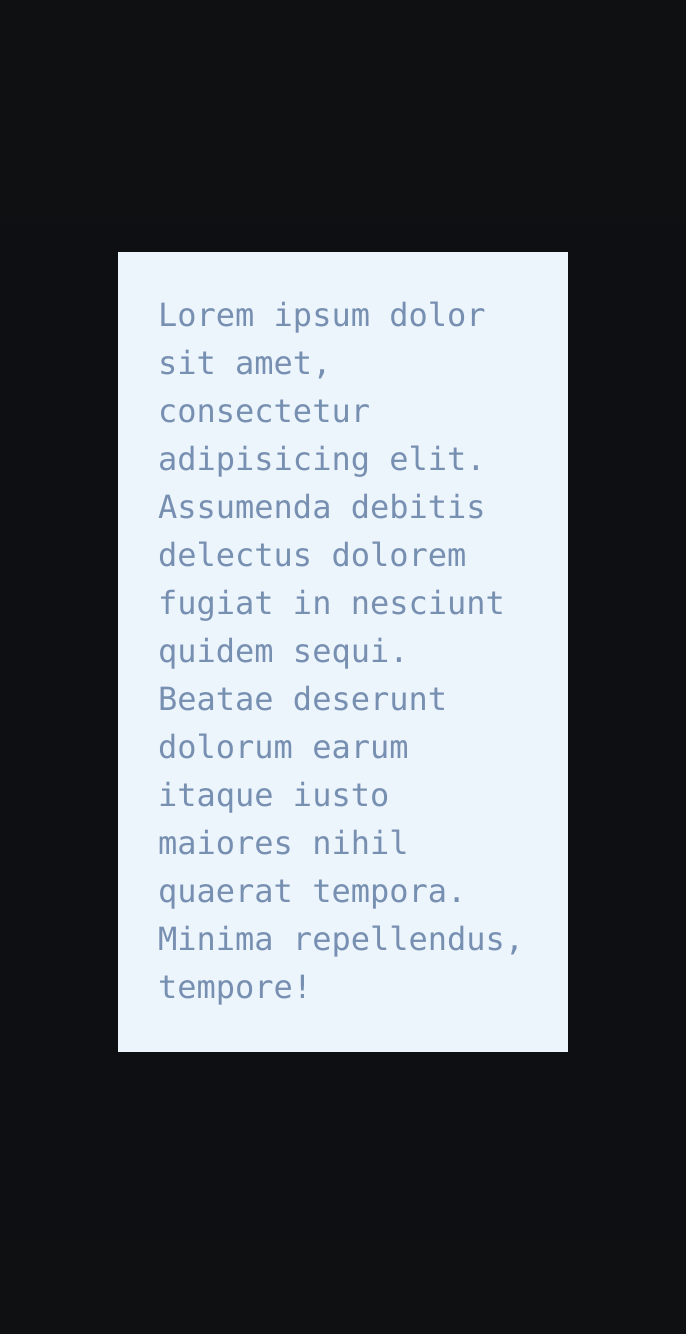 Lorem ipsum dolor
sit amet,
consectetur
adipisicing elit.
Assumenda debitis
delectus dolorem
fugiat in nesciunt
quidem sequi.
Beatae deserunt
dolorum earum
itaque iusto
maiores nihil
quaerat tempora.
Minima repellendus,
tempore!